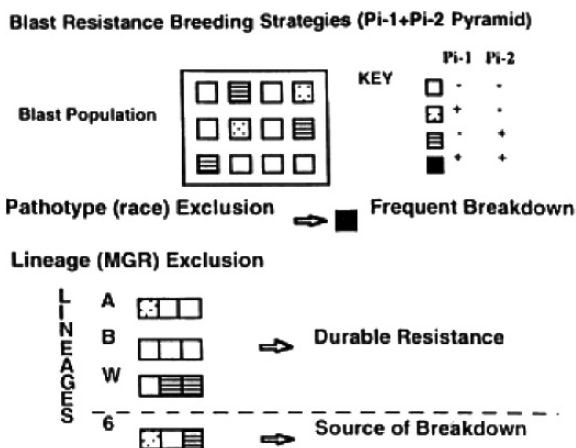 Blast Resistance Breeding Strategies (Pi-1+Pi-2 Pyramid)
Pi-1 Pi-2
KEY
- -
+ -
- +
+ +
Blast Population
Pathotype (race) Exclusion Frequent Breakdown
Lineage (MGR) Exclusion
LINEAGES
A
B Durable Resistance
W
6 Source of Breakdown